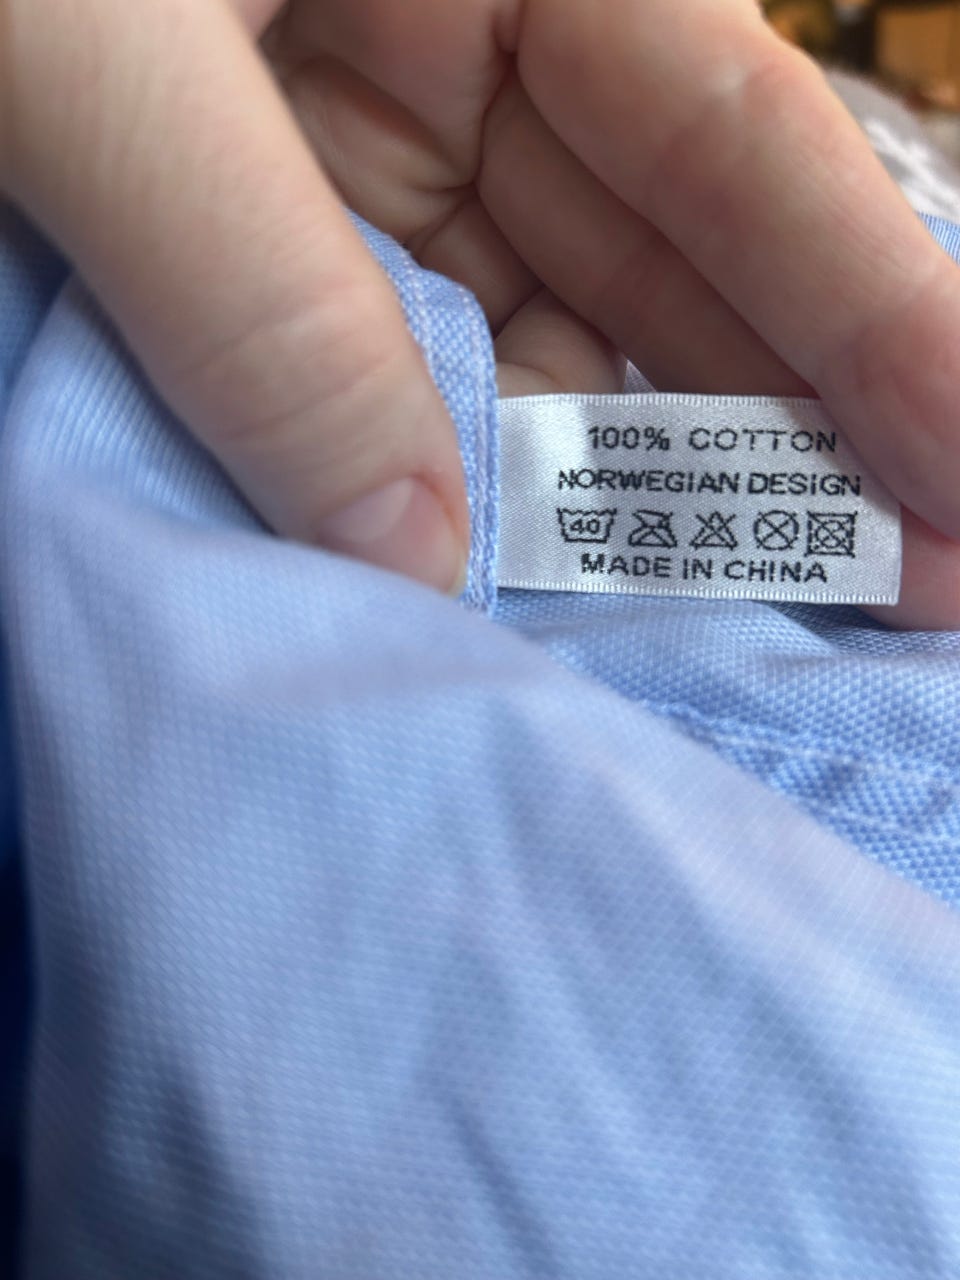 100% COTTON
NORWEGIAN DESIGN
40
MADE IN CHINA